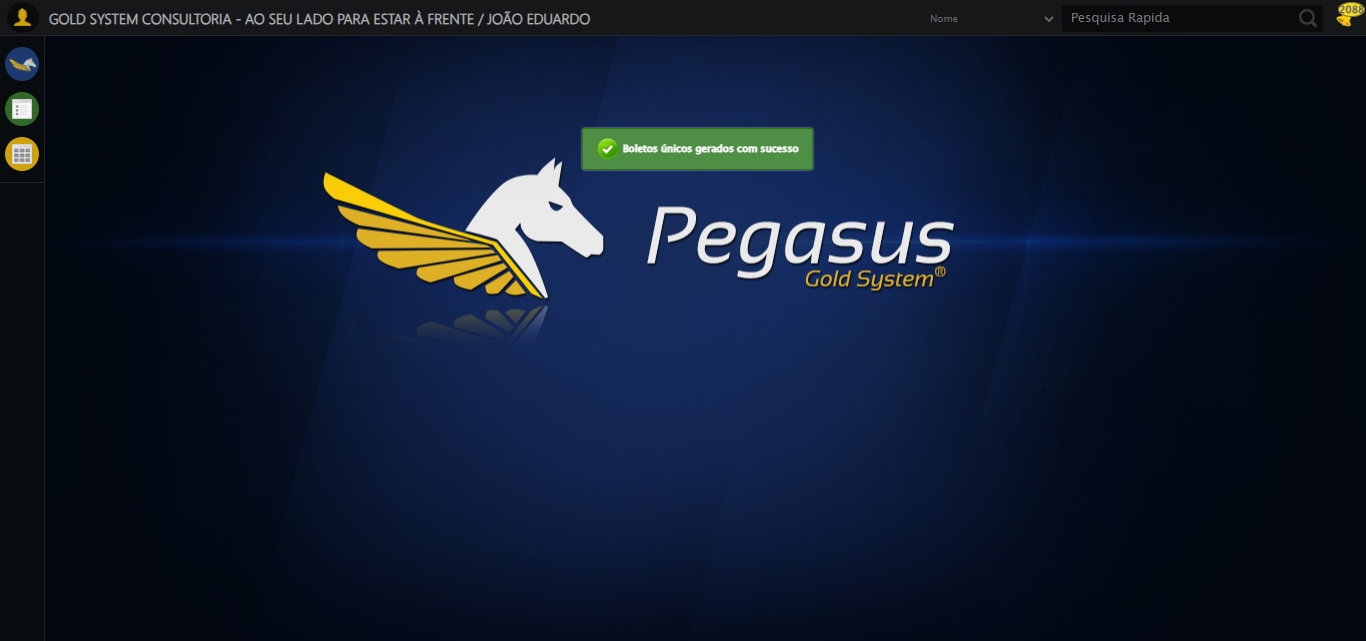 GOLD SYSTEM CONSULTORIA - AO SEU LADO PARA ESTAR À FRENTE / JOÃO EDUARDO
Nome
Pesquisa Rapida
2086
Boletos únicos gerados com sucesso
Pegasus
Gold System®